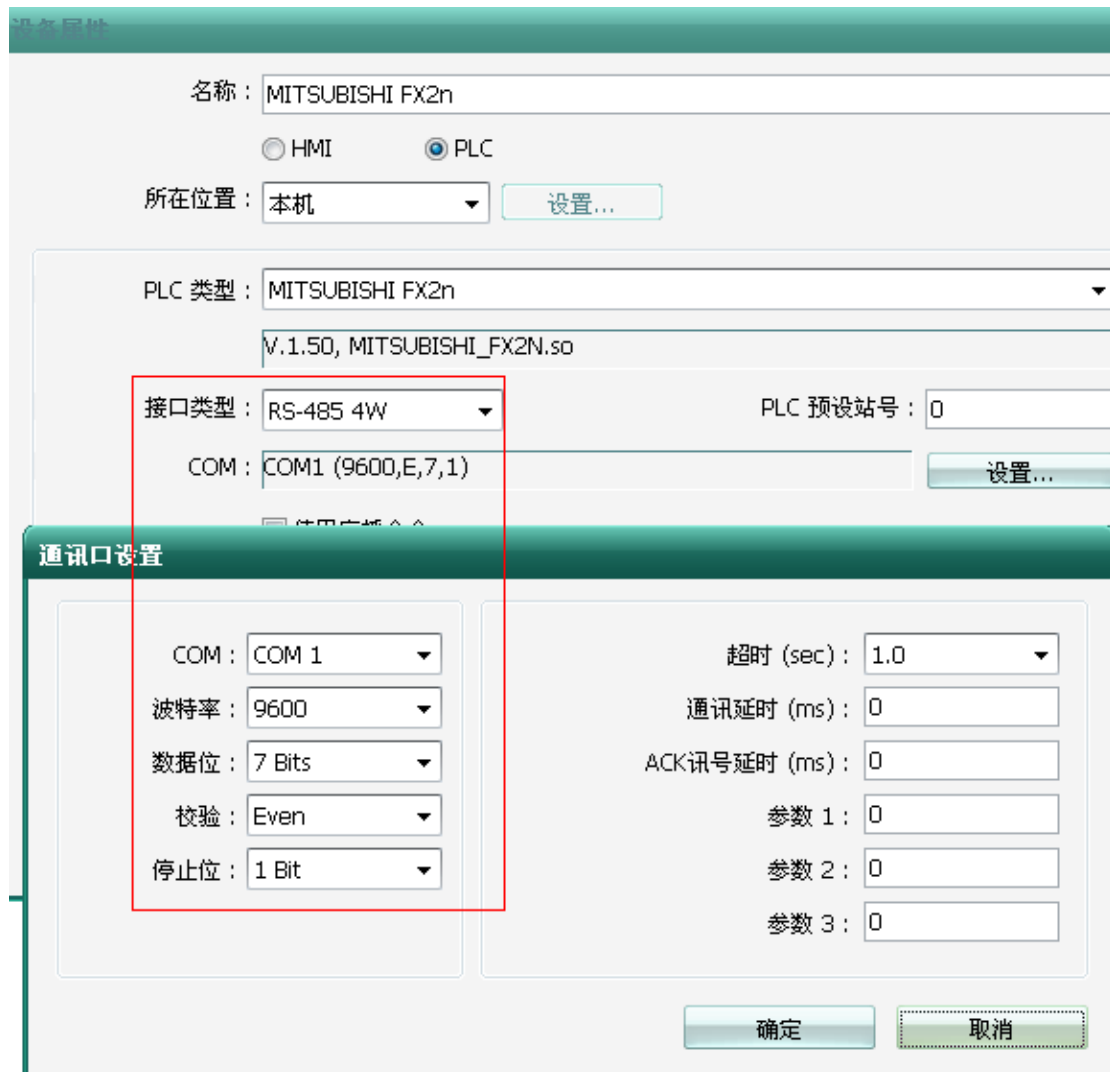 设备属性
名称： MITSUBISHI FX2n
HMI PLC
所在位置： 本机 设置...
PLC 类型： MITSUBISHI FX2n
V.1.50, MITSUBISHI_FX2N.so
接口类型： RS-485 4W PLC 预设站号： 0
COM： COM1 (9600,E,7,1) 设置...
通讯口设置
COM： COM 1 超时 (sec)： 1.0
波特率： 9600 通讯延时 (ms)： 0
数据位： 7 Bits ACK讯号延时 (ms)： 0
校验： Even 参数 1： 0
停止位： 1 Bit 参数 2： 0
参数 3： 0
确定 取消